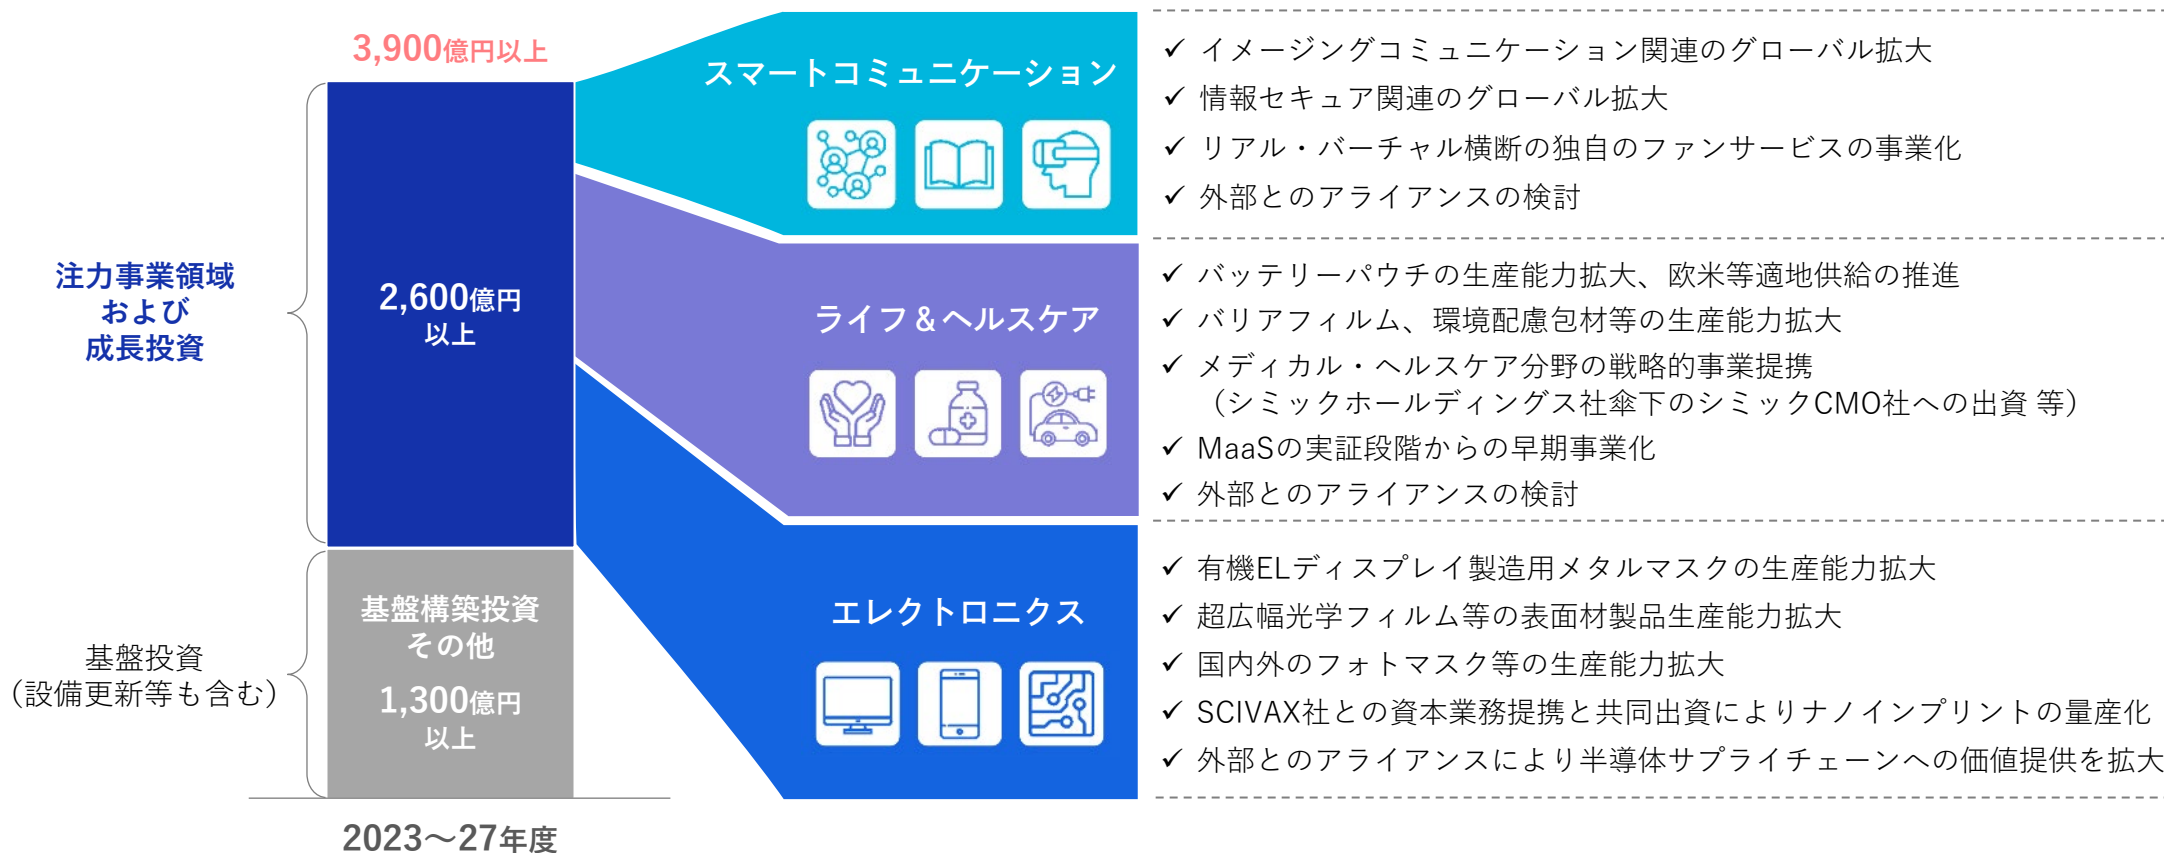 3,900億円以上
注力事業領域
および
成長投資
2,600億円
以上
基盤投資
（設備更新等も含む）
基盤構築投資
その他
1,300億円
以上
2023～27年度
スマートコミュニケーション
✓ イメージングコミュニケーション関連のグローバル拡大
✓ 情報セキュア関連のグローバル拡大
✓ リアル・バーチャル横断の独自のファンサービスの事業化
✓ 外部とのアライアンスの検討
ライフ＆ヘルスケア
✓ バッテリーパウチの生産能力拡大、欧米等適地供給の推進
✓ バリアフィルム、環境配慮包材等の生産能力拡大
✓ メディカル・ヘルスケア分野の戦略的事業提携
（シミックホールディングス社傘下のシミックCMO社への出資 等）
✓ MaaSの実証段階からの早期事業化
✓ 外部とのアライアンスの検討
エレクトロニクス
✓ 有機ELディスプレイ製造用メタルマスクの生産能力拡大
✓ 超広幅光学フィルム等の表面材製品生産能力拡大
✓ 国内外のフォトマスク等の生産能力拡大
✓ SCIVAX社との資本業務提携と共同出資によりナノインプリントの量産化
✓ 外部とのアライアンスにより半導体サプライチェーンへの価値提供を拡大